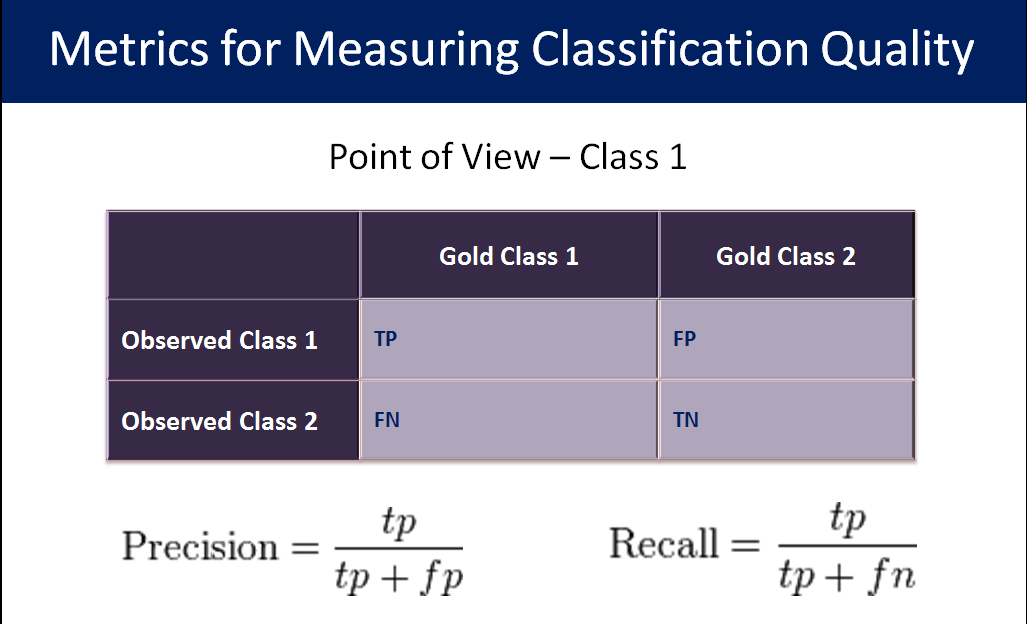 Metrics for Measuring Classification Quality
Point of View – Class 1
Gold Class 1 Gold Class 2
Observed Class 1 TP FP
Observed Class 2 FN TN
Precision = tp / (tp + fp) Recall = tp / (tp + fn)